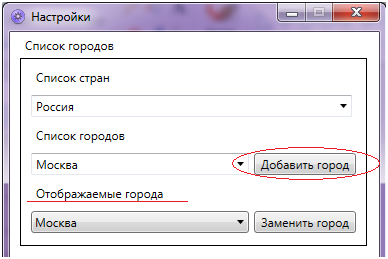 Настройки
Список городов
Список стран
Россия
Список городов
Москва
Добавить город
Отображаемые города
Москва
Заменить город